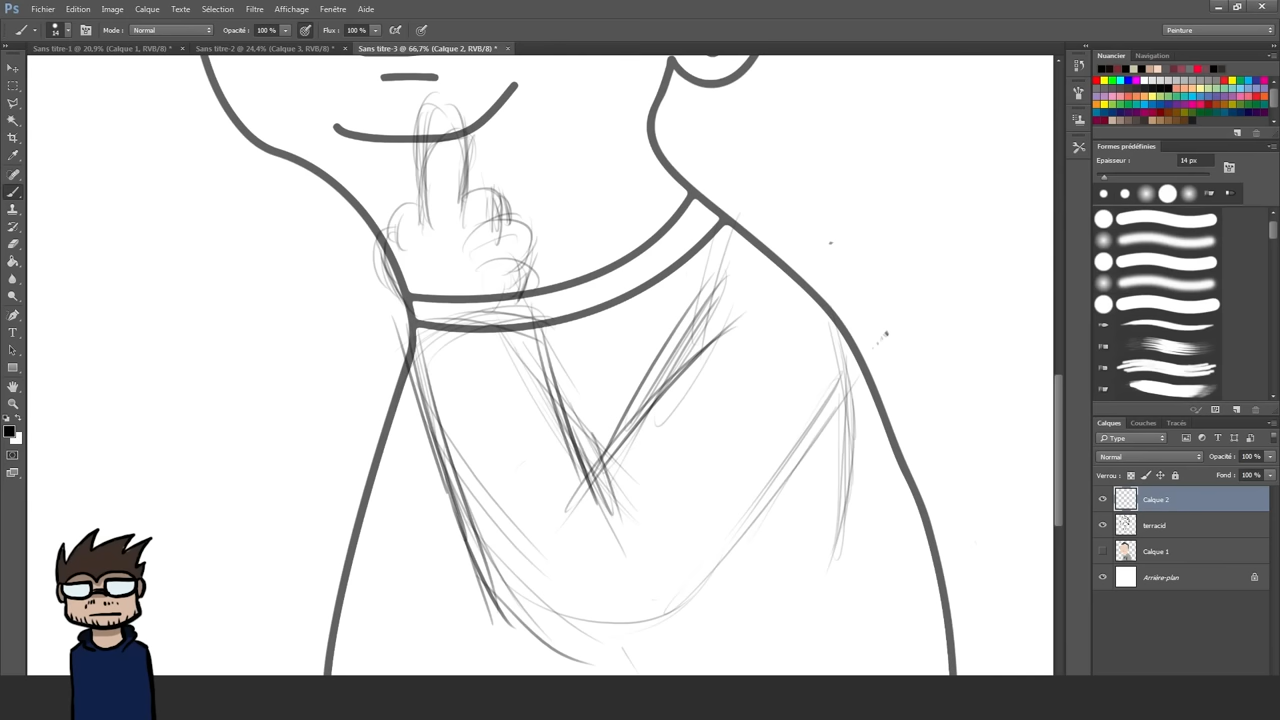 Ps Fichier Edition Image Calque Texte Sélection Filtre Affichage Fenêtre Aide
14 Mode : Normal Opacité : 100 % Flux : 100 % Peinture
Sans titre-1 @ 20,9% (Calque 1, RVB/8) * × Sans titre-2 @ 24,4% (Calque 3, RVB/8) * × Sans titre-3 @ 66,7% (Calque 2, RVB/8) * ×
Nuancier Navigation
Formes prédéfinies
Epaisseur : 14 px
Calques Couches Tracés
Type
Normal Opacité : 100 %
Verrou : Fond : 100 %
Calque 2
terracid
Calque 1
Arrière-plan